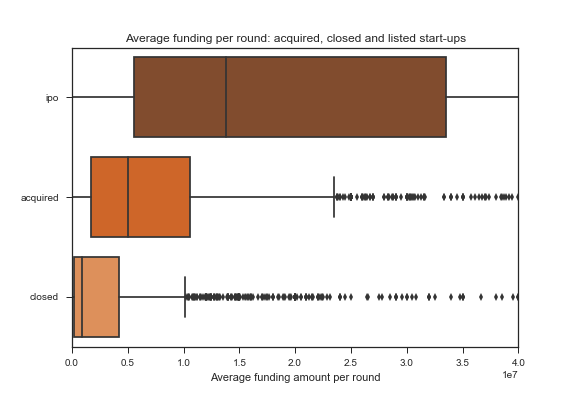 Average funding per round: acquired, closed and listed start-ups
ipo
acquired
closed
0.0 0.5 1.0 1.5 2.0 2.5 3.0 3.5 4.0
1e7
Average funding amount per round